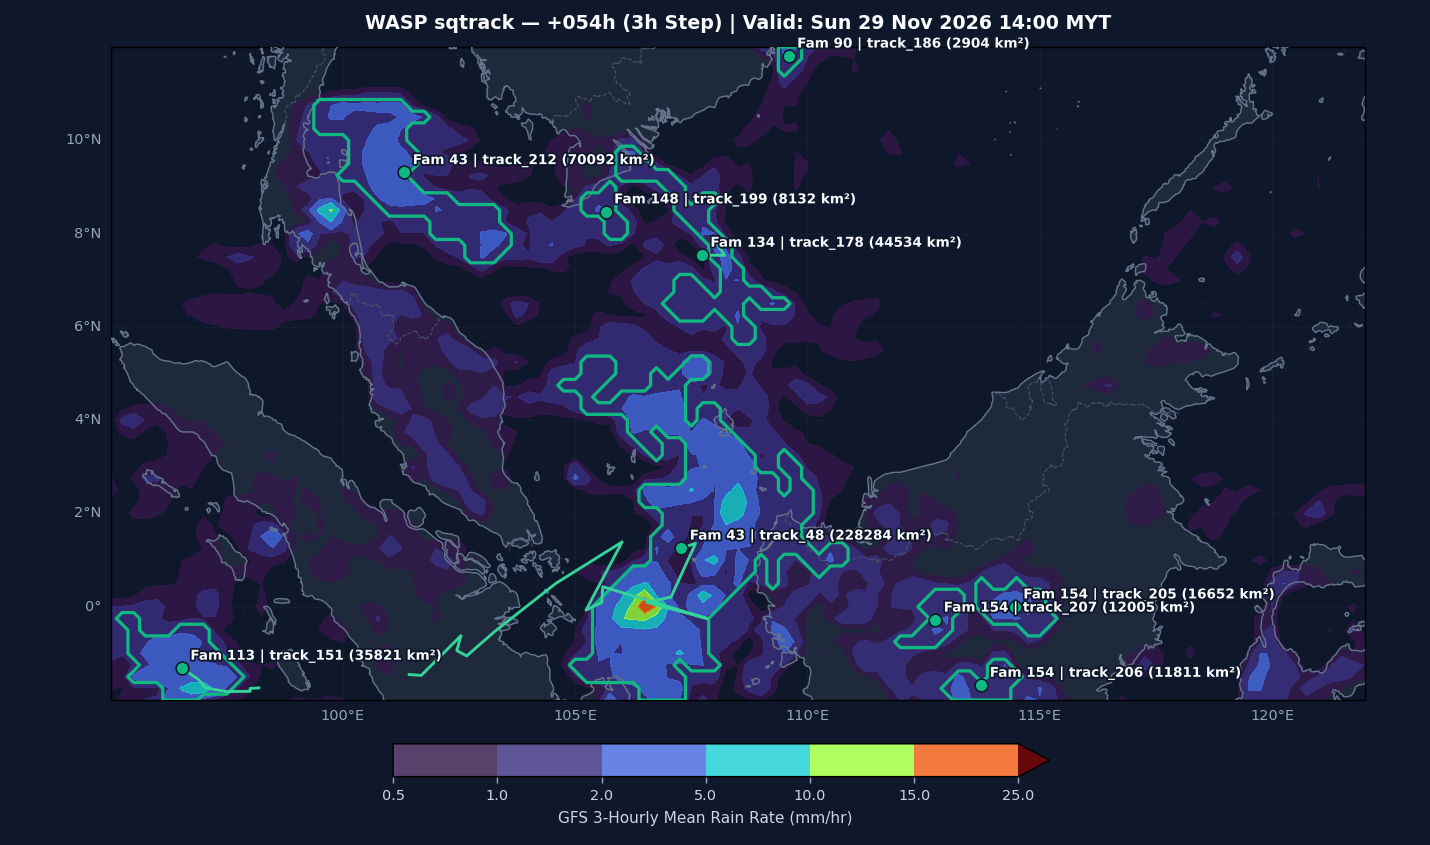 WASP sqtrack — +054h (3h Step) | Valid: Sun 29 Nov 2026 14:00 MYT
Fam 90 | track_186 (2904 km²)
10°N
Fam 43 | track_212 (70092 km²)
Fam 148 | track_199 (8132 km²)
8°N
Fam 134 | track_178 (44534 km²)
6°N
4°N
2°N
Fam 43 | track_48 (228284 km²)
Fam 154 | track_205 (16652 km²)
0°
Fam 154 | track_207 (12005 km²)
Fam 113 | track_151 (35821 km²)
Fam 154 | track_206 (11811 km²)
100°E 105°E 110°E 115°E 120°E
0.5 1.0 2.0 5.0 10.0 15.0 25.0
GFS 3-Hourly Mean Rain Rate (mm/hr)